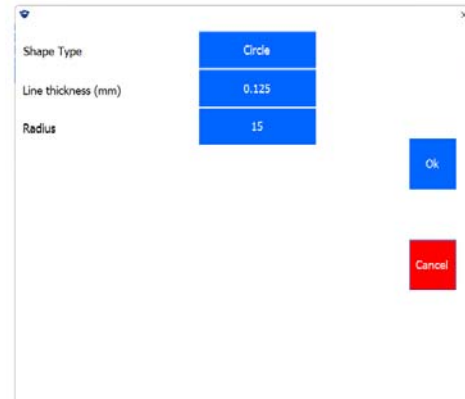 Shape Type Circle
Line thickness (mm) 0.125
Radius 15
Ok
Cancel